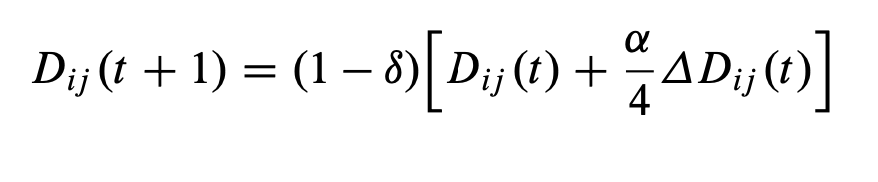 D_{ij}(t + 1) = (1 − δ)[D_{ij}(t) + \frac{α}{4} ΔD_{ij}(t)]